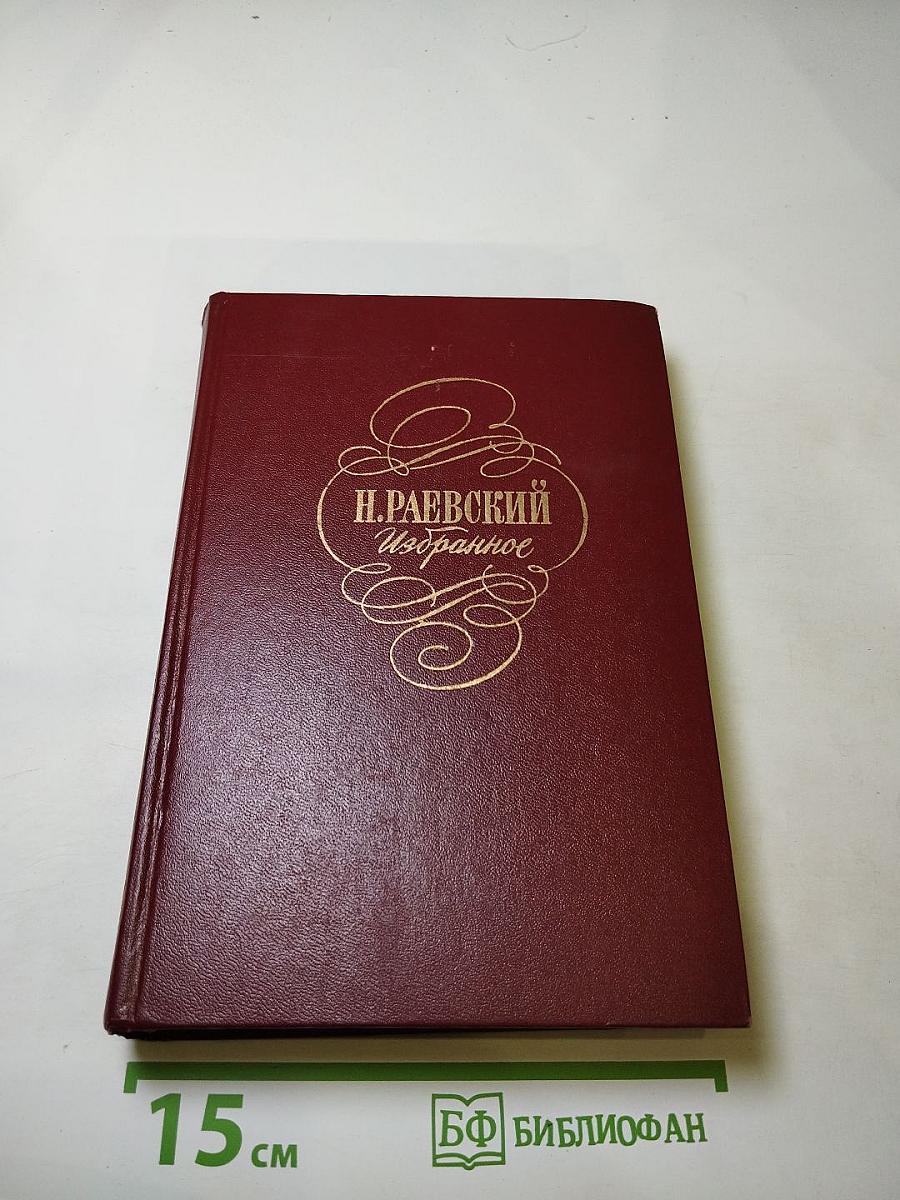 Н.РАЕВСКИЙ
Избранное
15 см
БФ БИБЛИОФАН